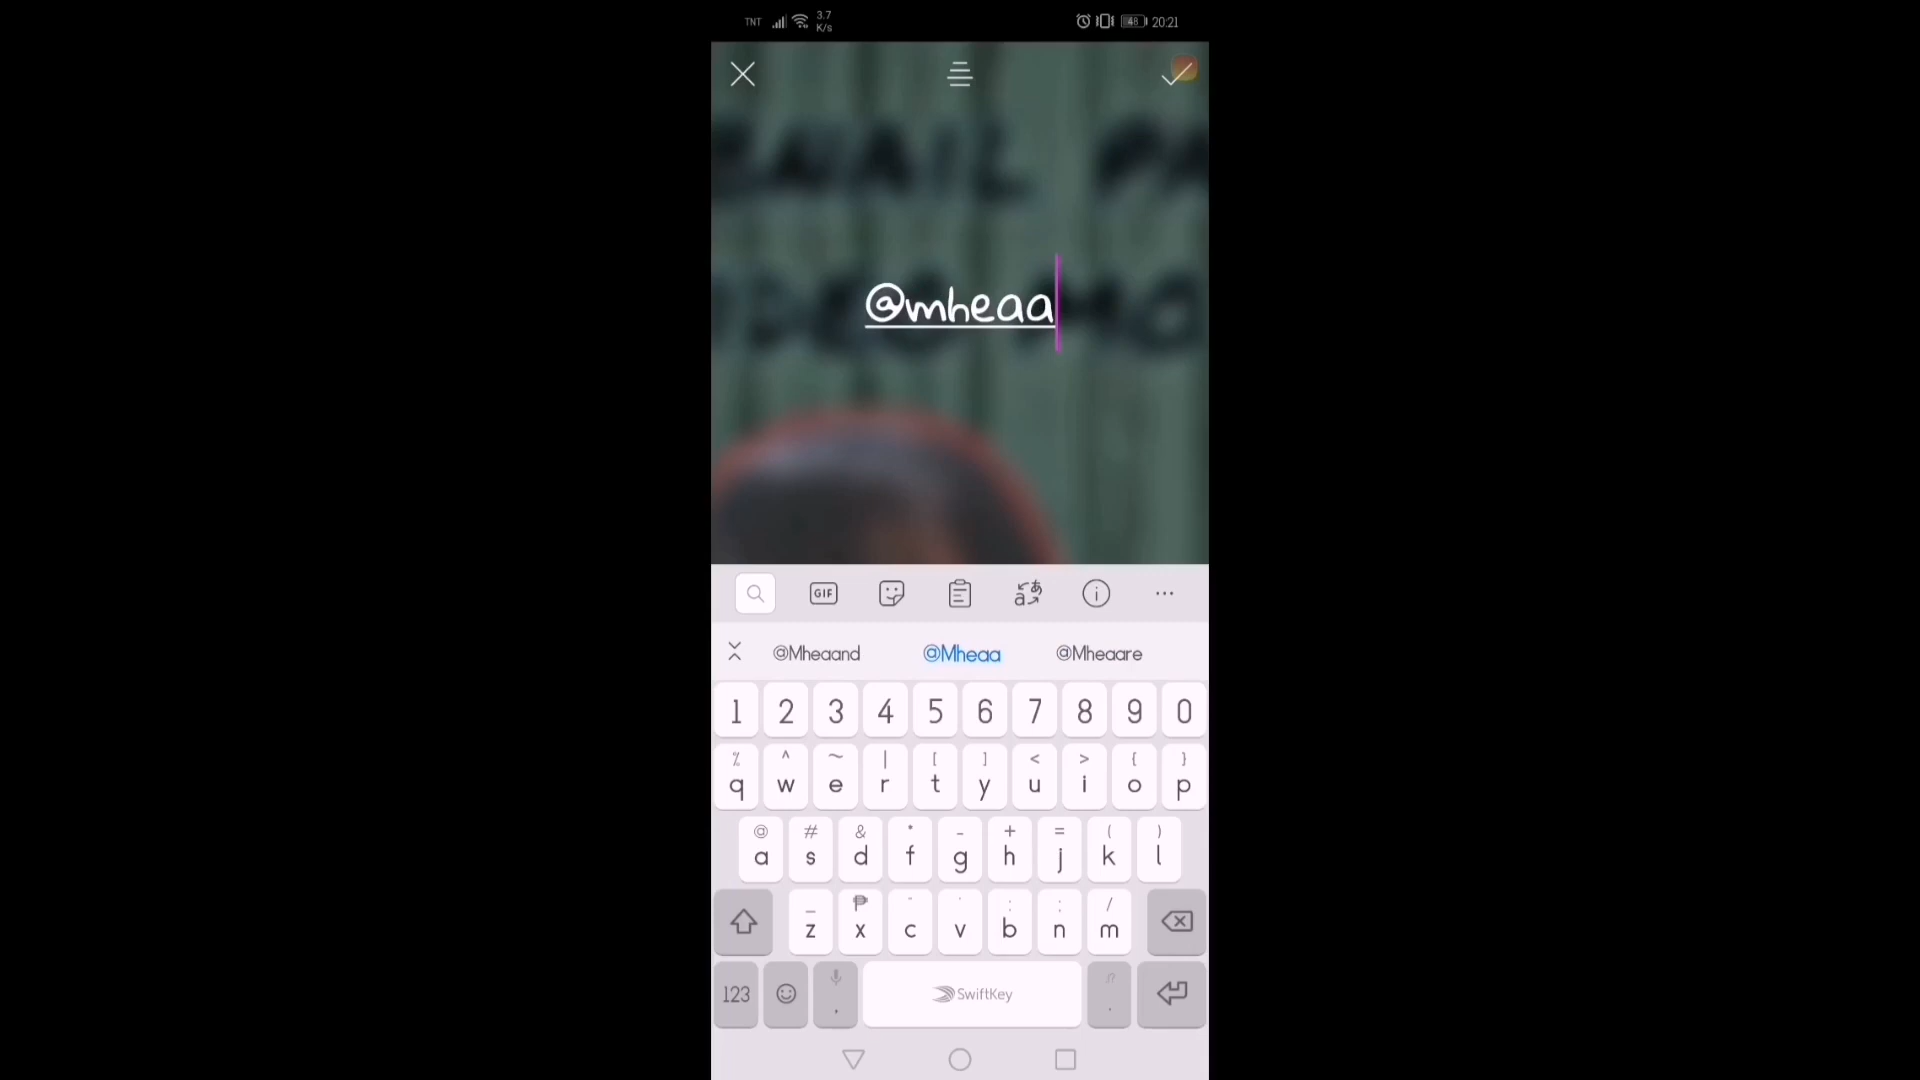 TNT 3.7 K/s 48 20:21
@mheaa
GIF
@Mheaand @Mheaa @Mheaare
1 2 3 4 5 6 7 8 9 0
% ^ ~ | [ ] < > { }
q w e r t y u i o p
@ # & * - + = ( )
a s d f g h j k l
z x c v b n m
123 , SwiftKey .